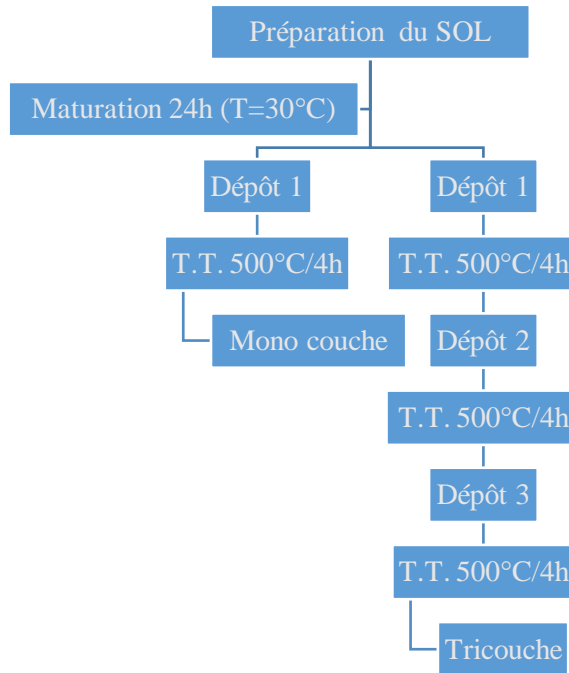 Préparation du SOL
Maturation 24h (T=30°C)
Dépôt 1
T.T. 500°C/4h
Mono couche
Dépôt 1
T.T. 500°C/4h
Dépôt 2
T.T. 500°C/4h
Dépôt 3
T.T. 500°C/4h
Tricouche